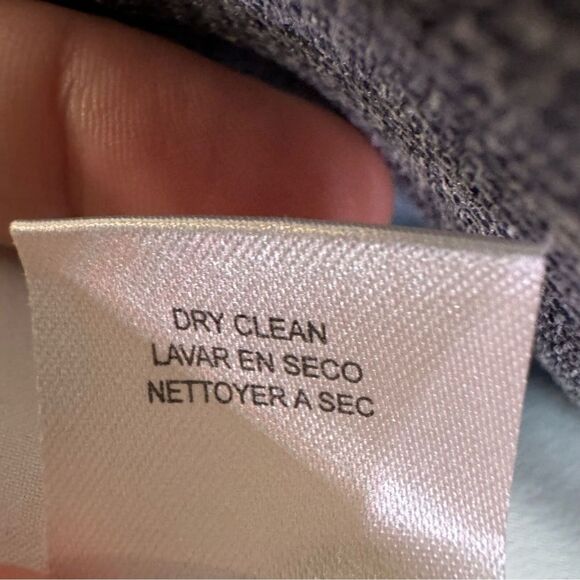 DRY CLEAN
LAVAR EN SECO
NETTOYER A SEC